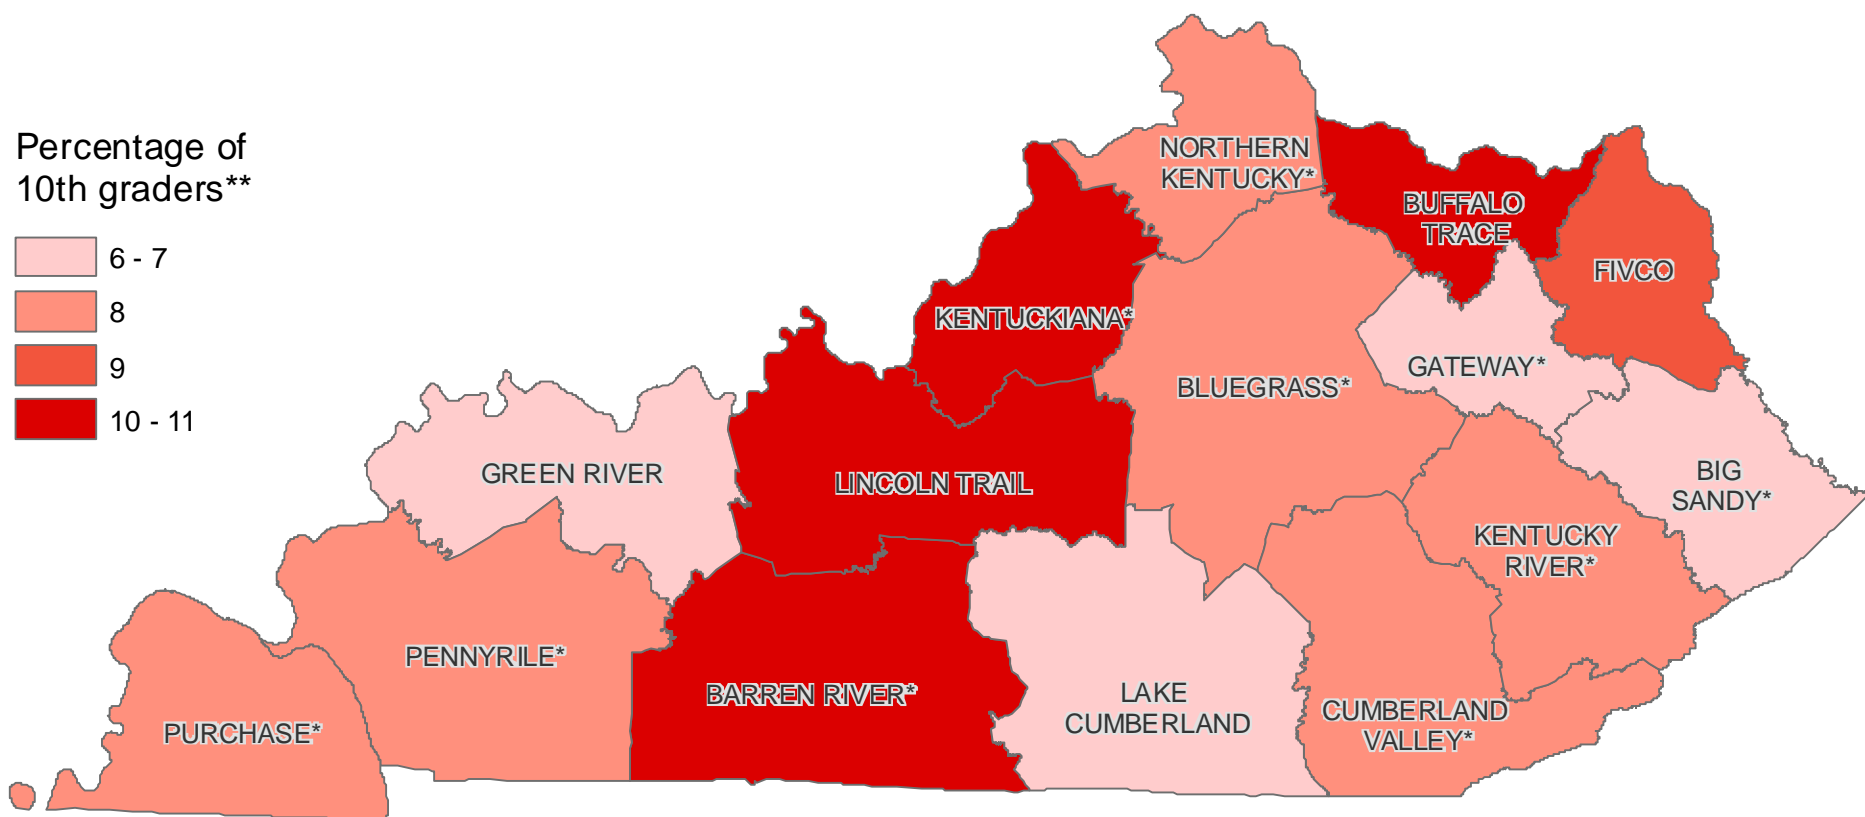 Percentage of
10th graders**
6 - 7
8
9
10 - 11
NORTHERN
KENTUCKY*
BUFFALO
TRACE
FIVCO
KENTUCKIANA*
GATEWAY*
BLUEGRASS*
GREEN RIVER
LINCOLN TRAIL
BIG
SANDY*
KENTUCKY
RIVER*
PENNYRILE*
BARREN RIVER*
LAKE
CUMBERLAND
CUMBERLAND
VALLEY*
PURCHASE*